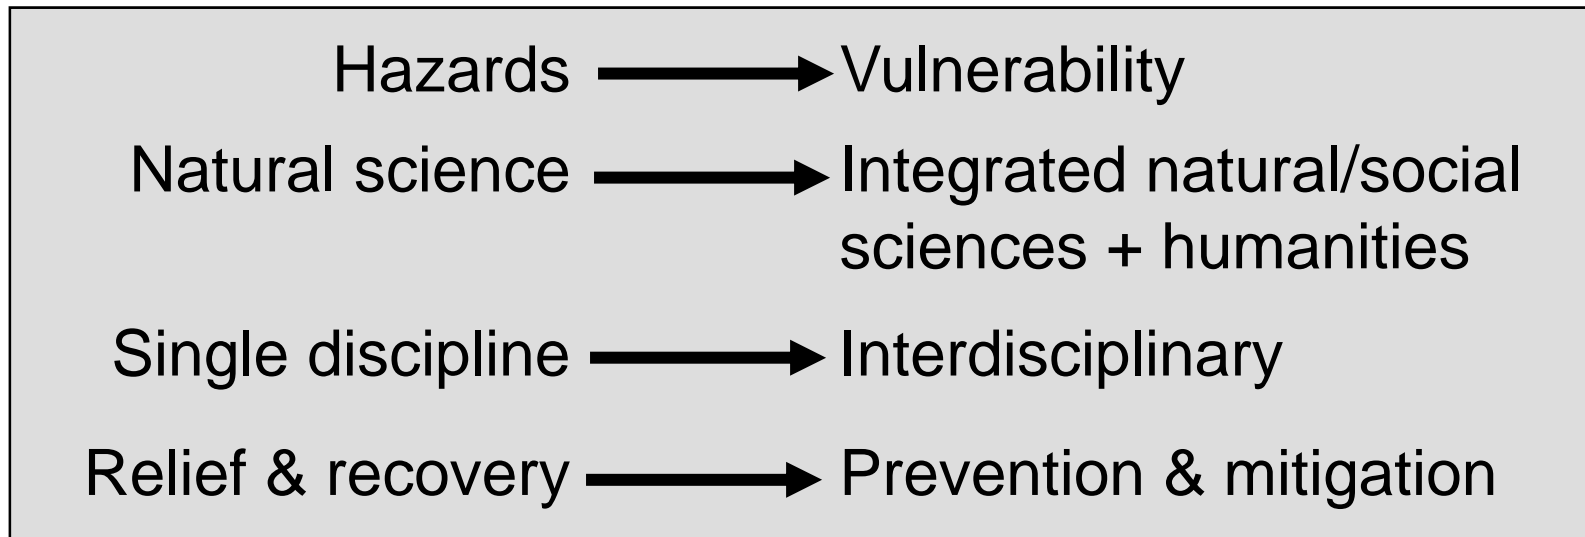 Hazards Vulnerability
Natural science Integrated natural/social
sciences + humanities
Single discipline Interdisciplinary
Relief & recovery Prevention & mitigation